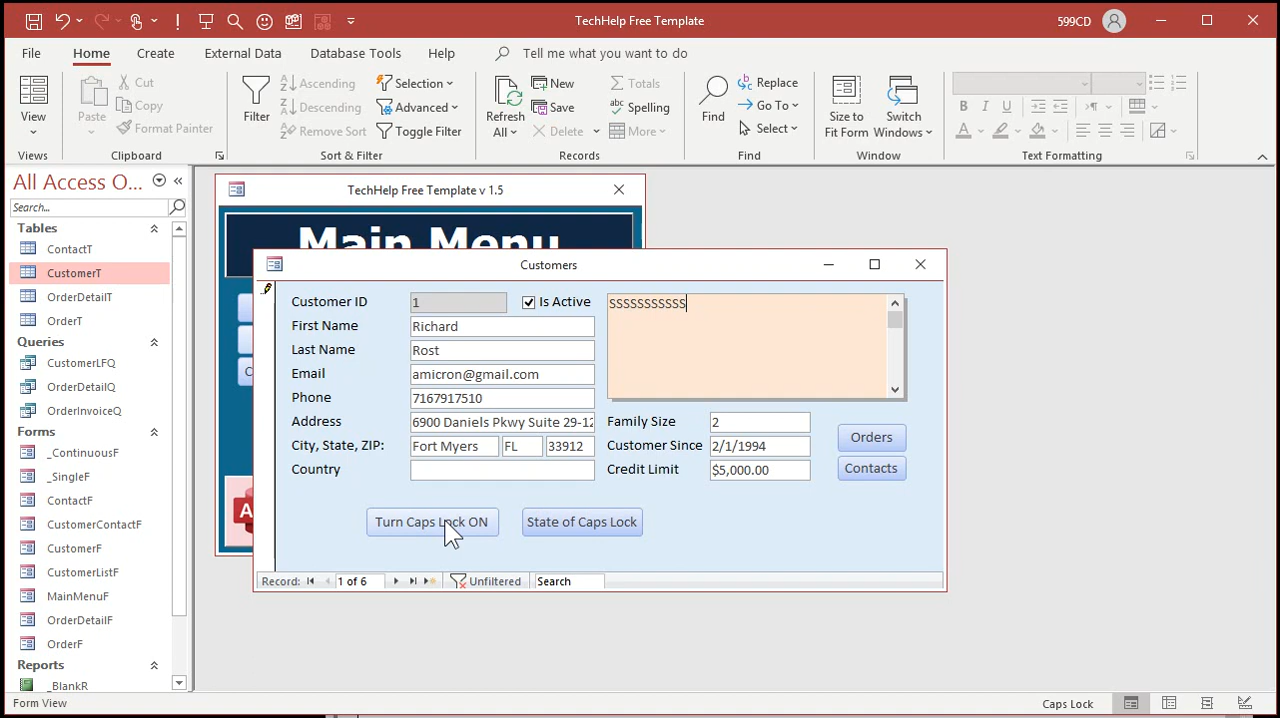 TechHelp Free Template
599CD
File Home Create External Data Database Tools Help Tell me what you want to do
View
Views
Paste
Cut
Copy
Format Painter
Clipboard
Filter
Ascending
Descending
Remove Sort
Selection
Advanced
Toggle Filter
Sort & Filter
Refresh
All
New
Save
Delete
Totals
Spelling
More
Records
Find
Replace
Go To
Select
Find
Size to
Fit Form
Switch
Windows
Window
B I U
A
Text Formatting
All Access O...
Search...
Tables
ContactT
CustomerT
OrderDetailT
OrderT
Queries
CustomerLFQ
OrderDetailQ
OrderInvoiceQ
Forms
_ContinuousF
_SingleF
ContactF
CustomerContactF
CustomerF
CustomerListF
MainMenuF
OrderDetailF
OrderF
Reports
_BlankR
TechHelp Free Template v 1.5
Main Menu
C
A
Customers
Customer ID 1 Is Active
First Name Richard
Last Name Rost
Email amicron@gmail.com
Phone 7167917510
Address 6900 Daniels Pkwy Suite 29-12
City, State, ZIP: Fort Myers FL 33912
Country
SSSSSSSSSSS
Family Size 2
Customer Since 2/1/1994
Credit Limit $5,000.00
Orders
Contacts
Turn Caps Lock ON
State of Caps Lock
Record: 1 of 6 Unfiltered Search
Form View
Caps Lock